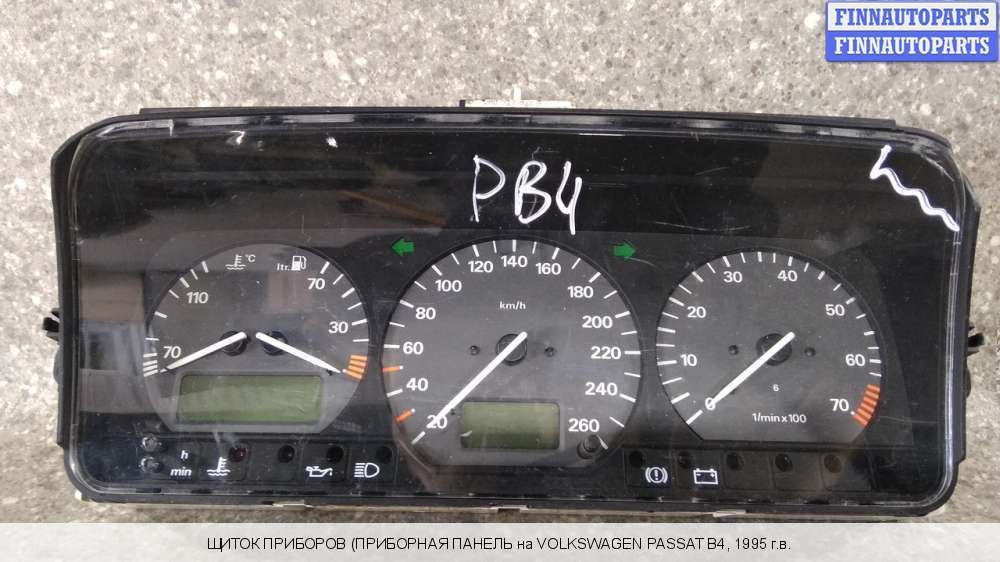 FINNAUTOPARTS
FINNAUTOPARTS
PB4
°C
ltr.
110
70
70
30
km/h
20
40
60
80
100
120
140
160
180
200
220
240
260
0
10
20
30
40
50
60
70
6
1/min x 100
h
min
ЩИТОК ПРИБОРОВ (ПРИБОРНАЯ ПАНЕЛЬ на VOLKSWAGEN PASSAT B4, 1995 г.в.